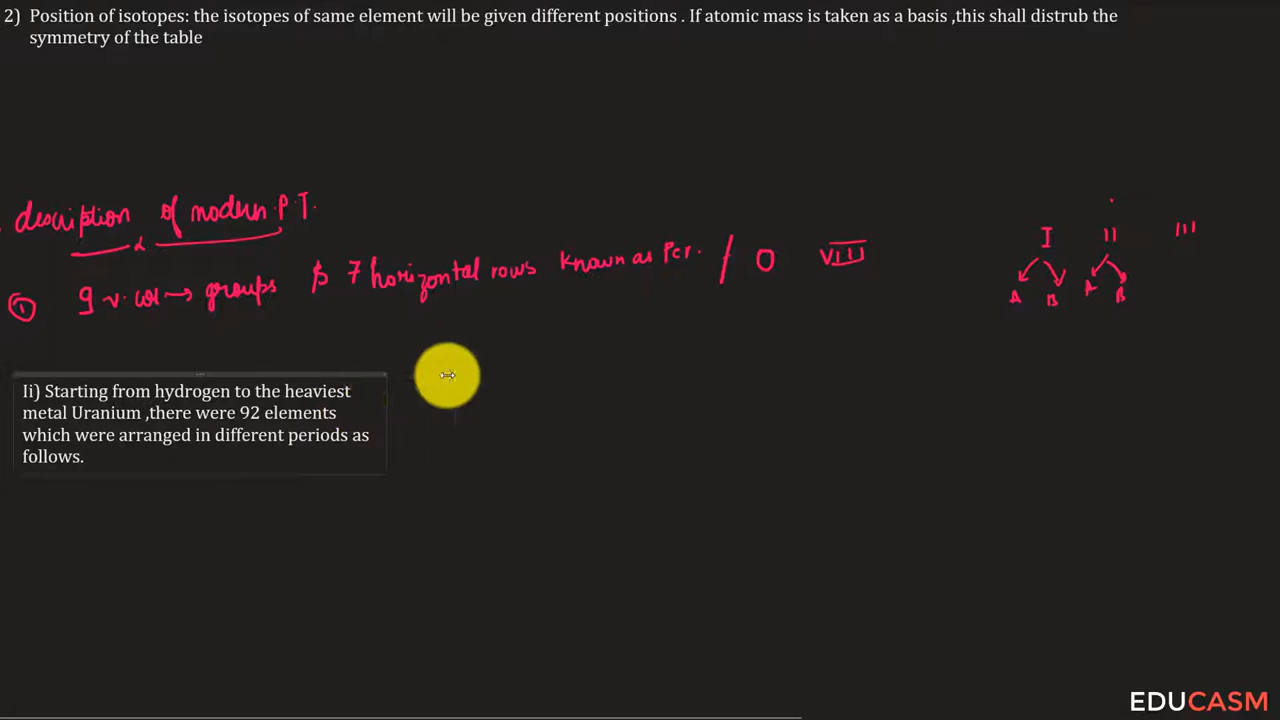 2) Position of isotopes: the isotopes of same element will be given different positions . If atomic mass is taken as a basis ,this shall distrub the
symmetry of the table
description of modern P.T.
I II III
① 9 v. col → groups & 7 horizontal rows known as Per. / 0 VIII
A B A B
Ii) Starting from hydrogen to the heaviest
metal Uranium ,there were 92 elements
which were arranged in different periods as
follows.
EDUCASM